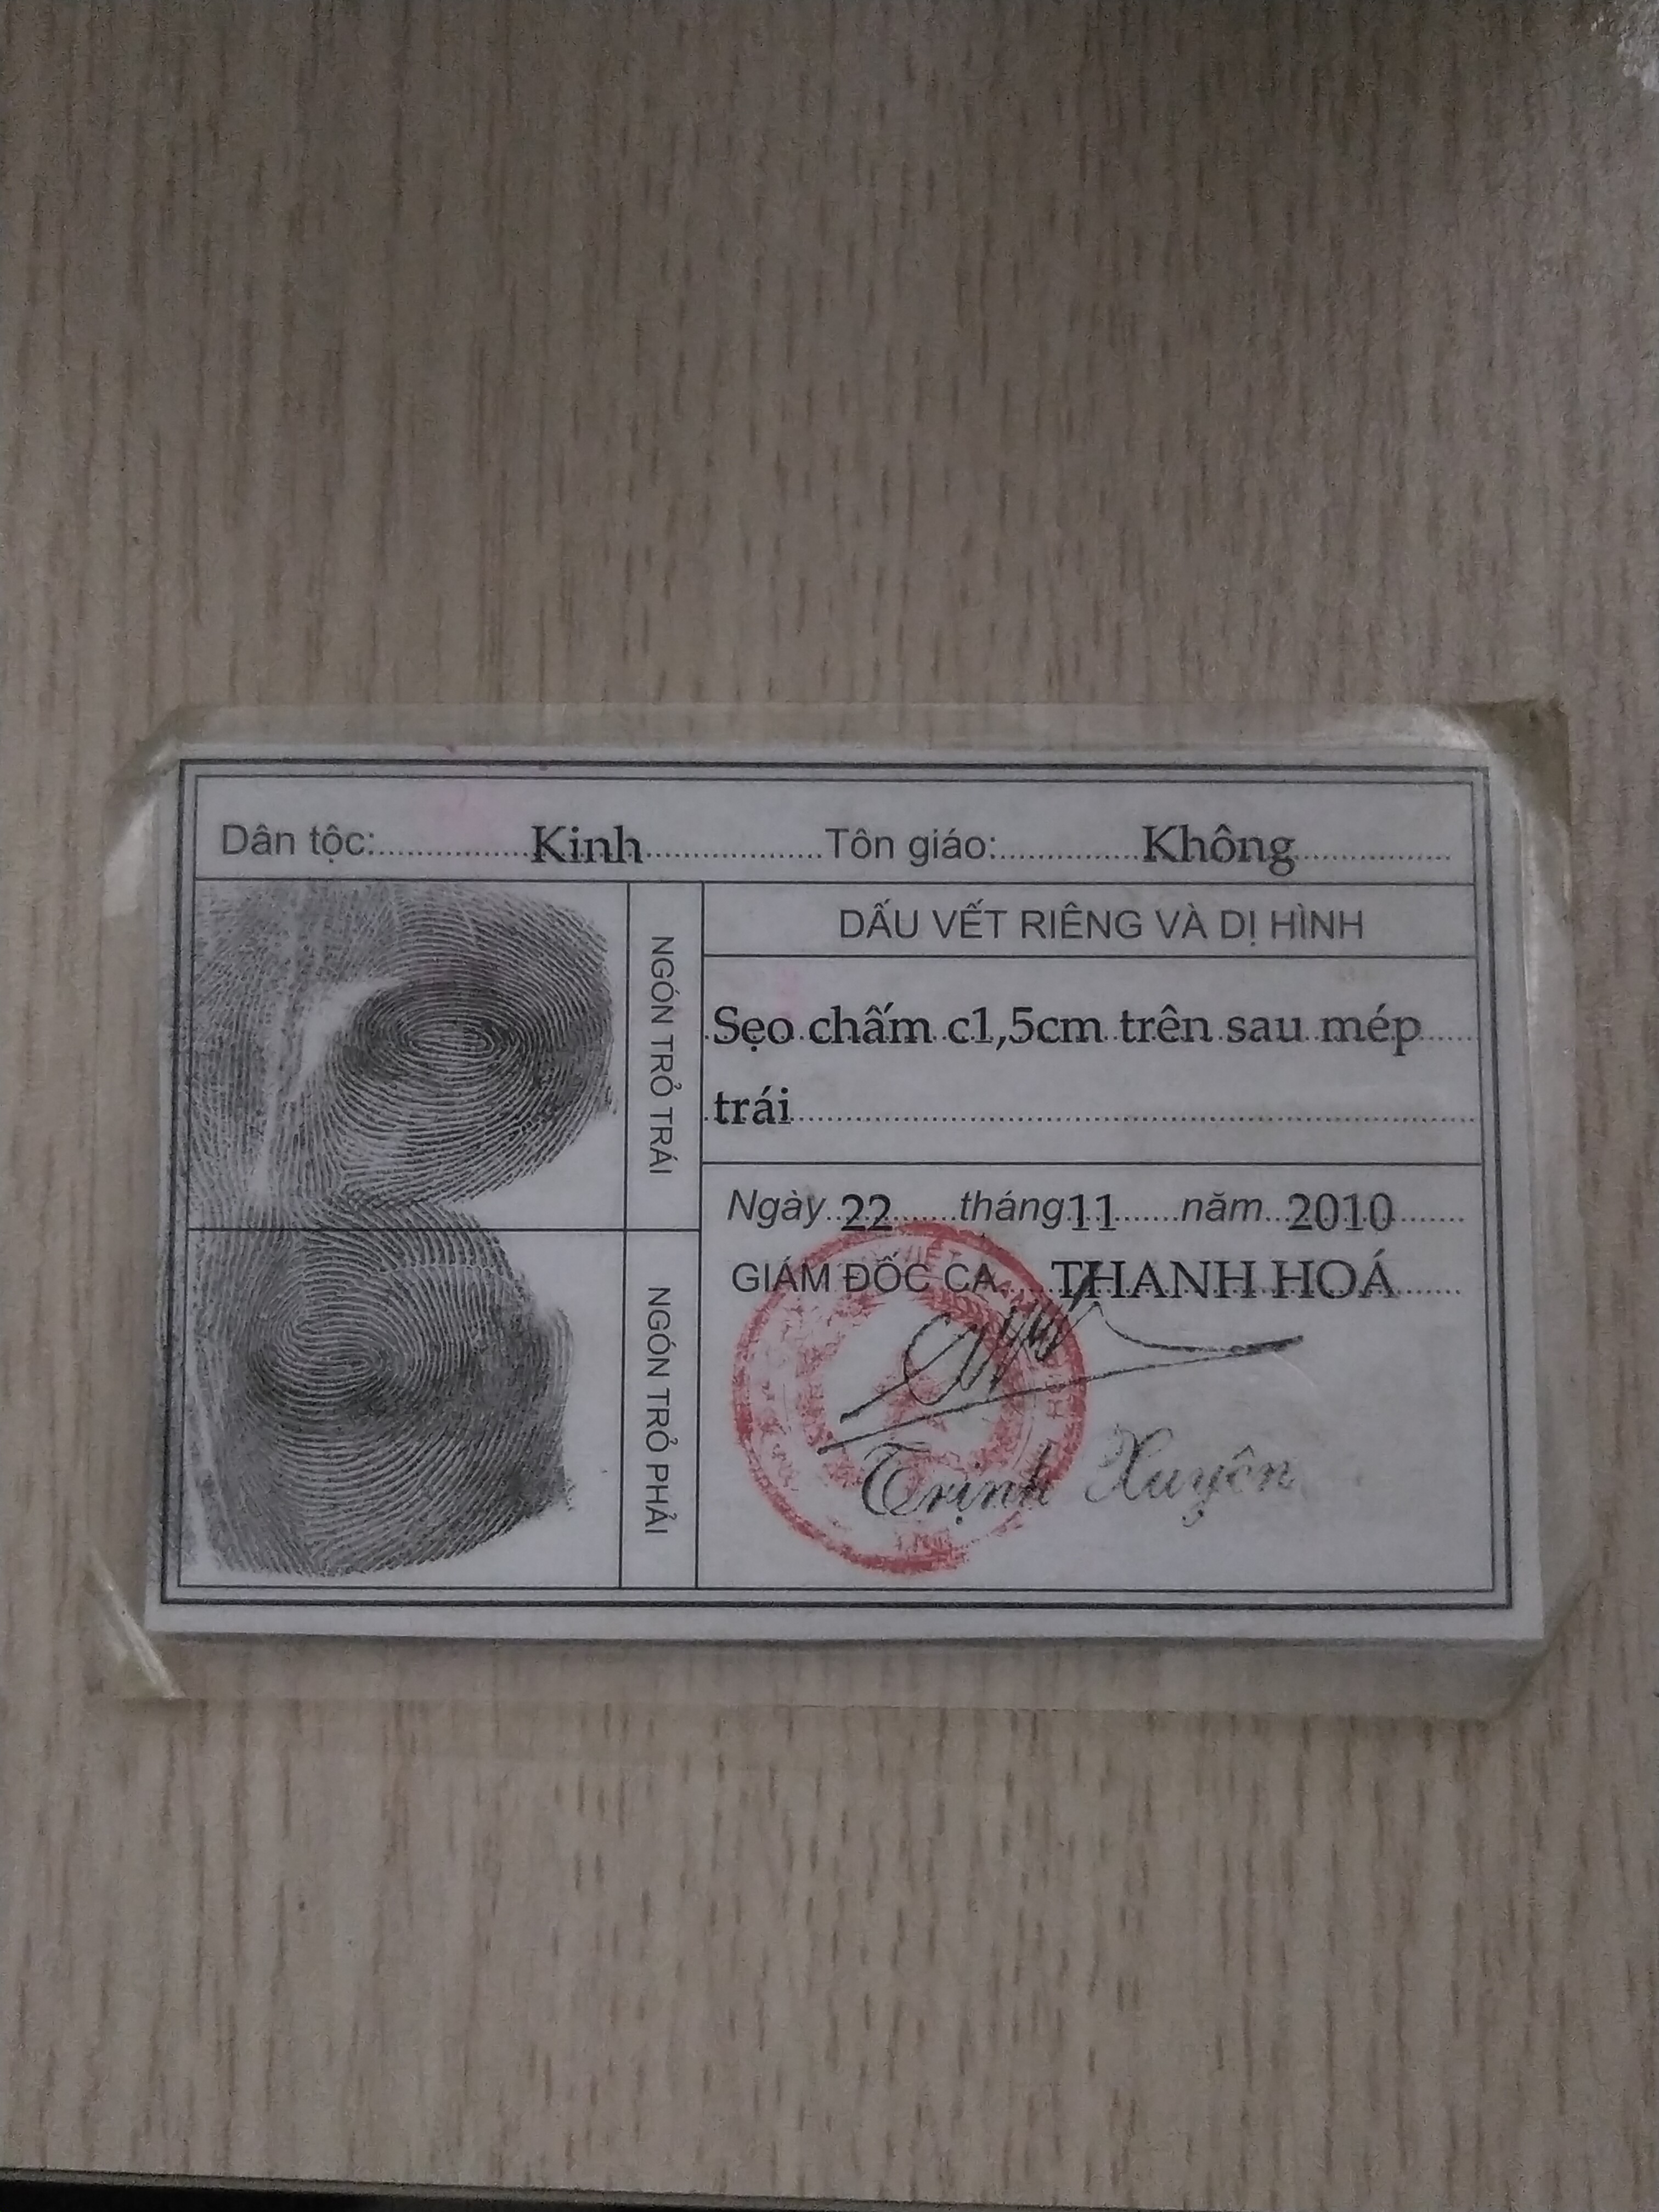 Dân tộc: Kinh Tôn giáo: Không
NGÓN TRỎ TRÁI
NGÓN TRỎ PHẢI
DẤU VẾT RIÊNG VÀ DỊ HÌNH
Sẹo chấm c1,5cm trên sau mép
trái
Ngày 22 tháng 11 năm 2010
GIÁM ĐỐC CA THANH HOÁ
Trịnh Xuyên